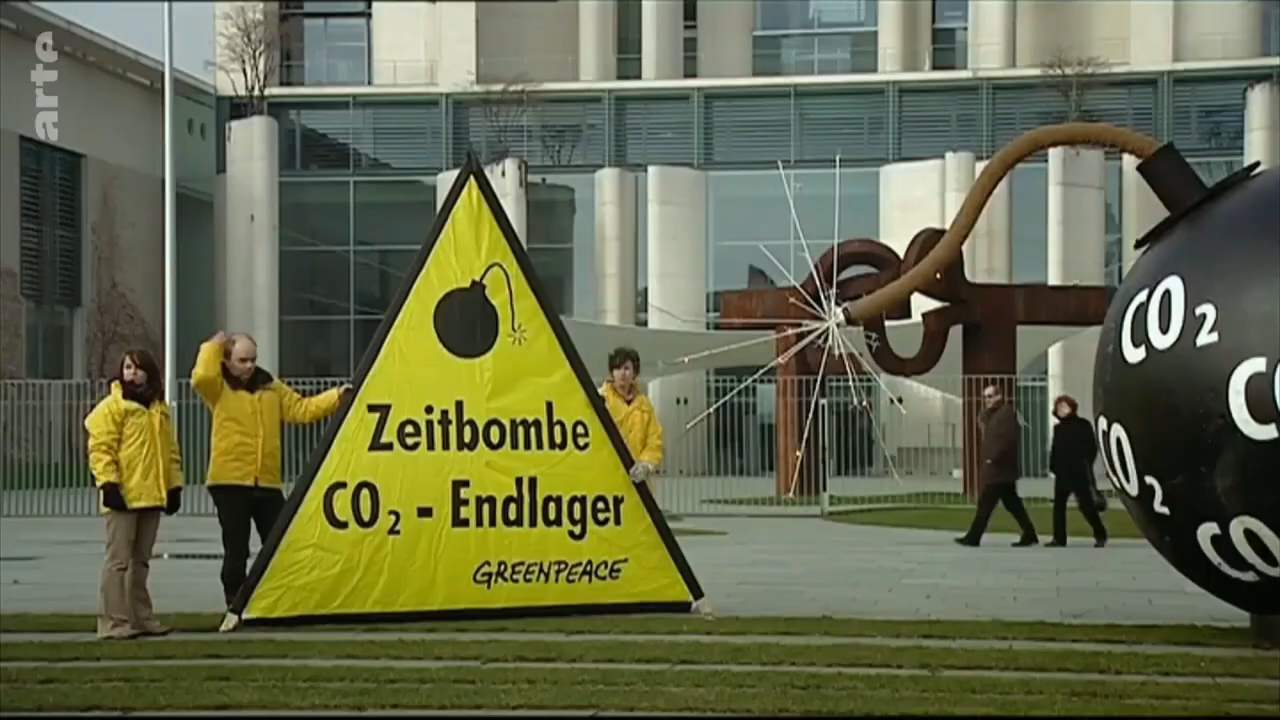 arte
Zeitbombe
CO₂ - Endlager
GREENPEACE
CO₂
CO₂
CO
CO